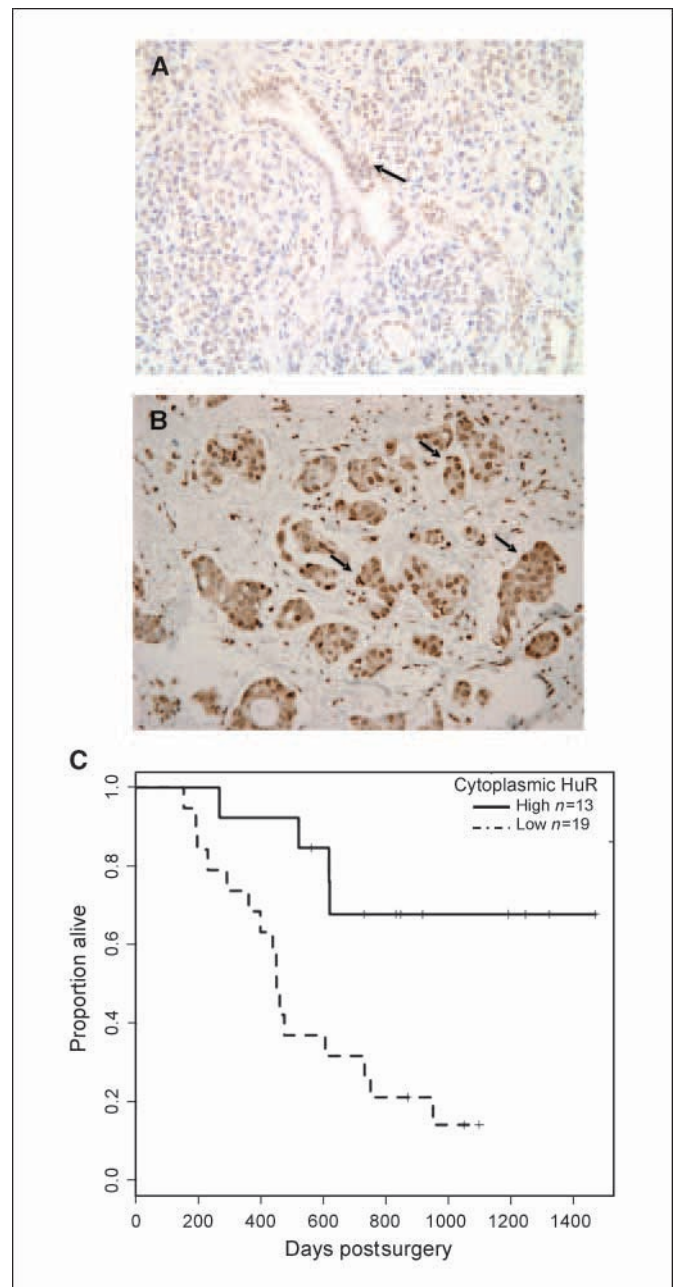 A
B
C
Cytoplasmic HuR
High n=13
Low n=19
Proportion alive
1.0
0.8
0.6
0.4
0.2
0.0
0
200
400
600
800
1000
1200
1400
Days postsurgery